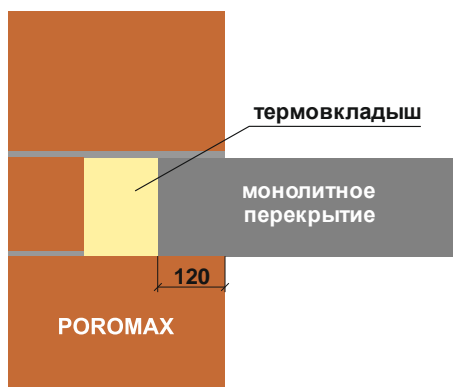 термовкладыш
монолитное
перекрытие
120
POROMAX